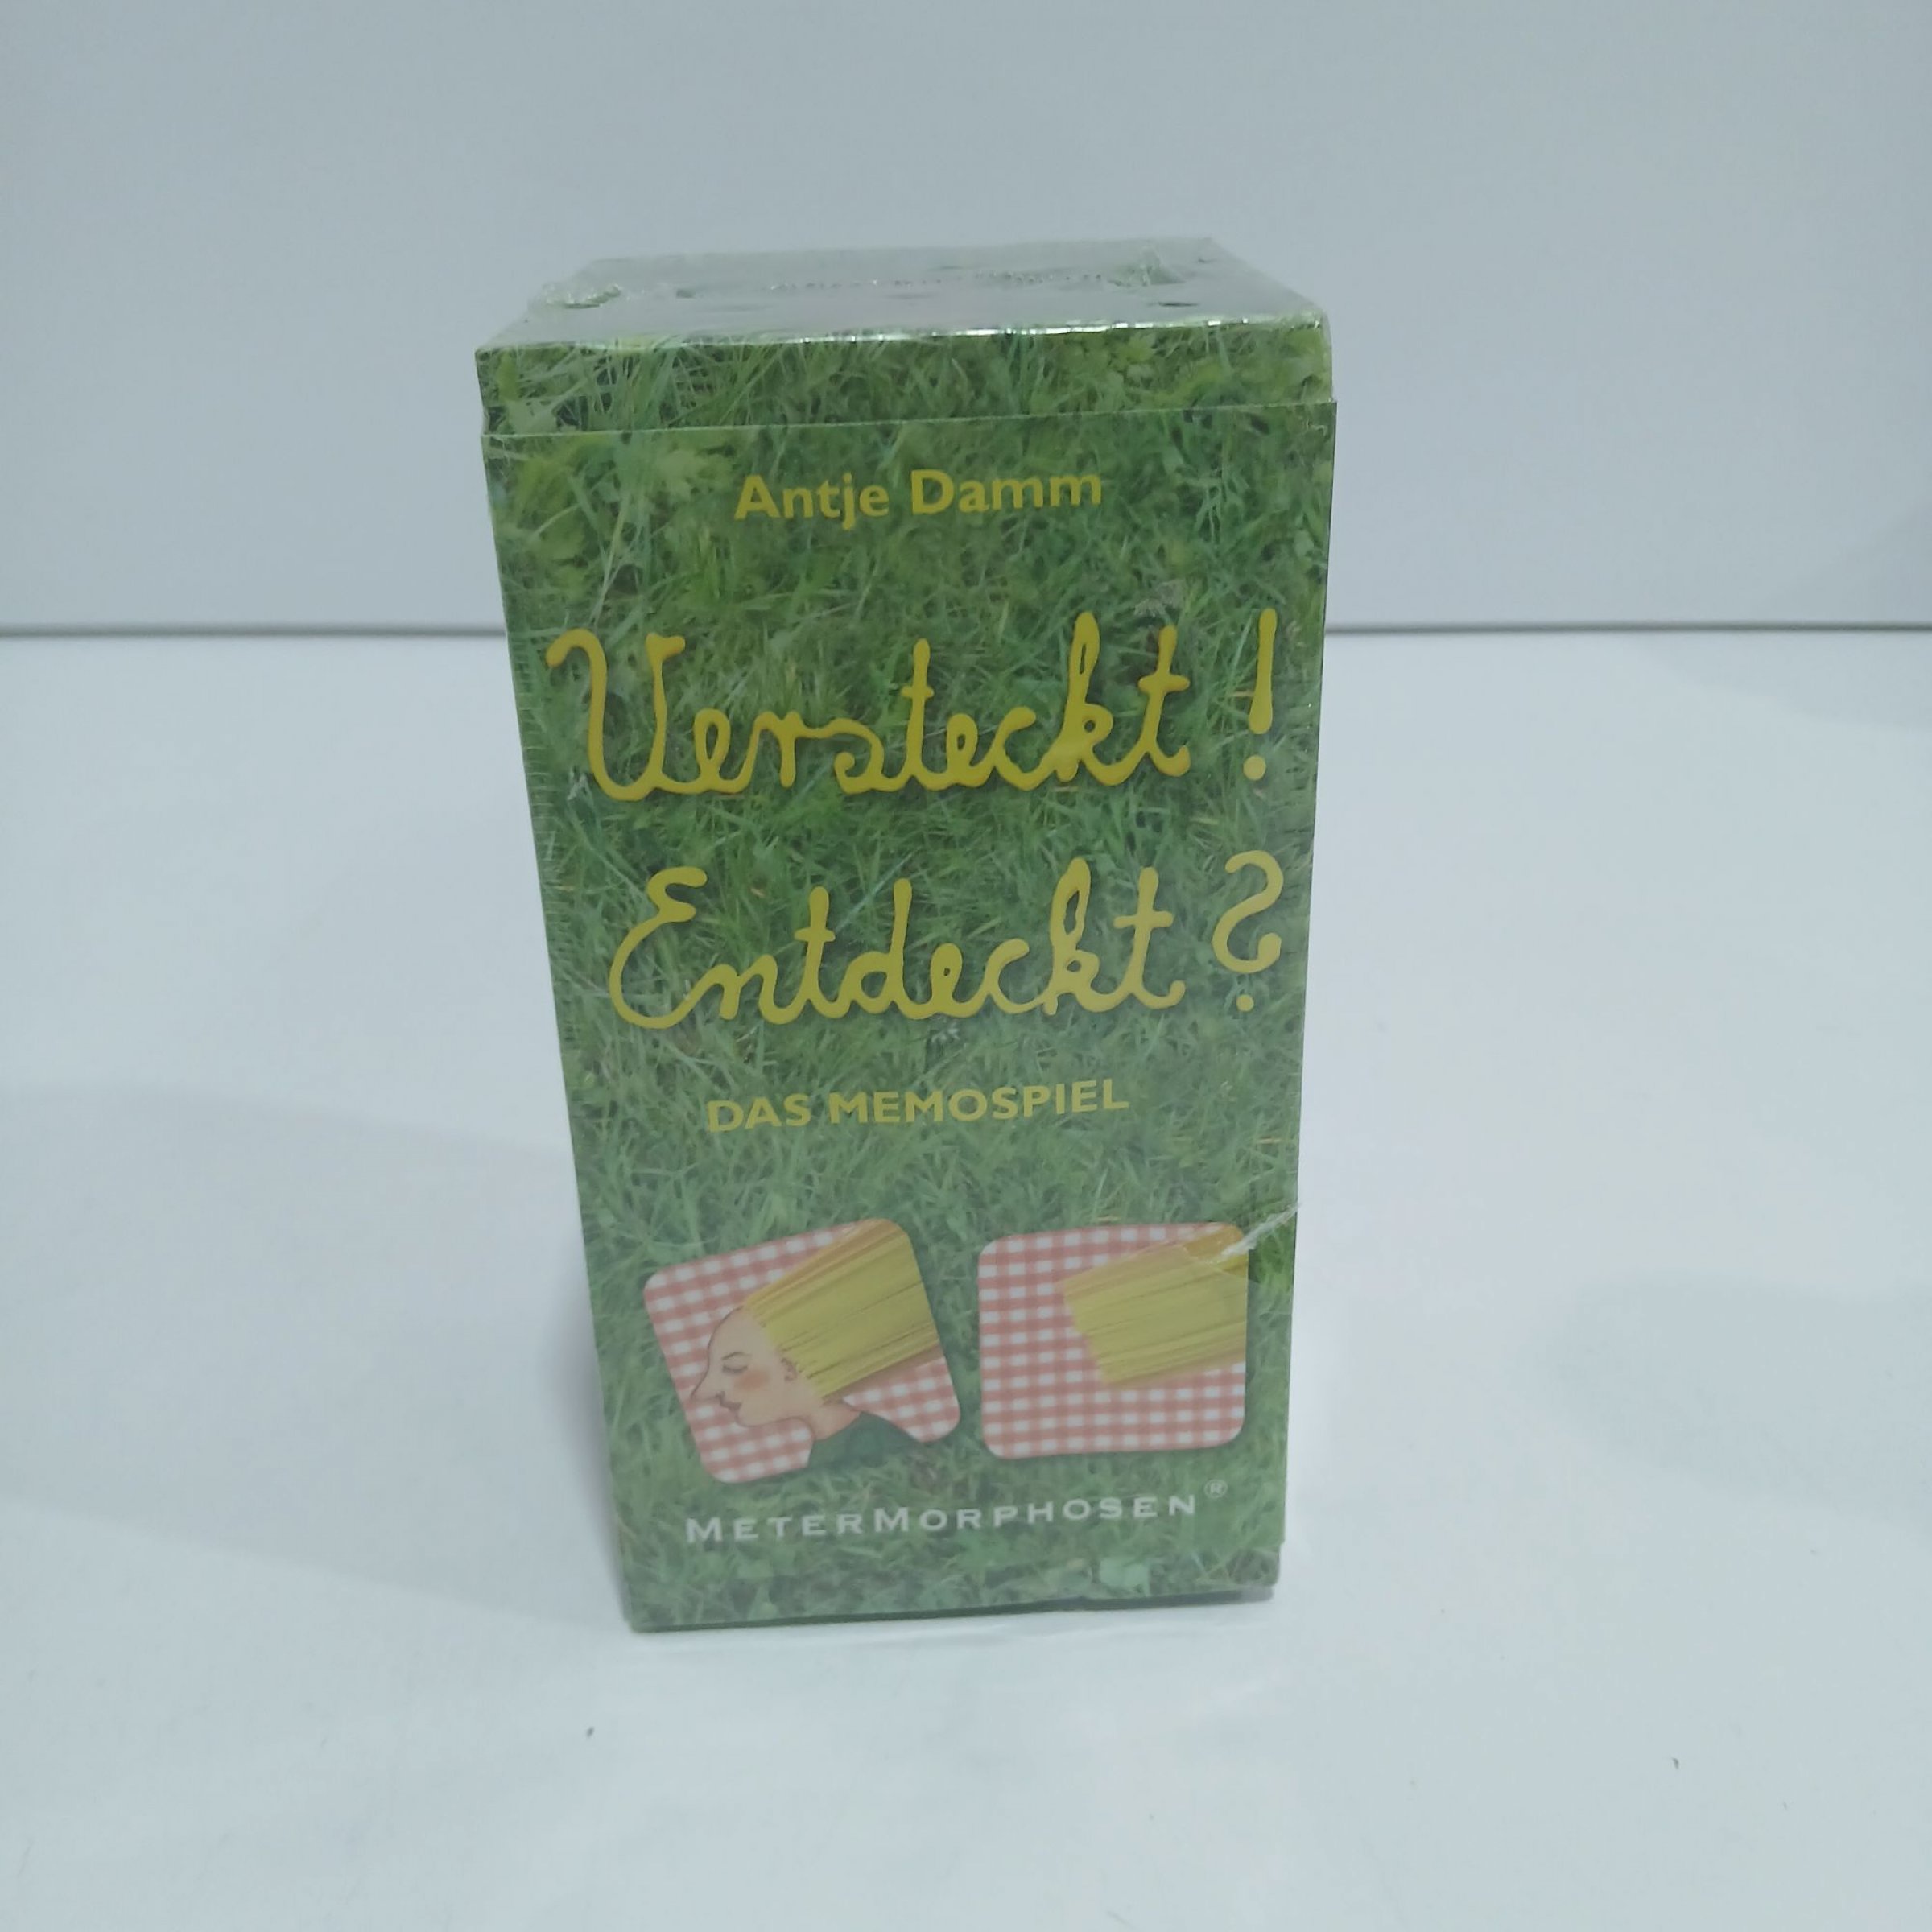 Antje Damm
Versteckt!
Entdeckt?
DAS MEMOSPIEL
METERMORPHOSEN®